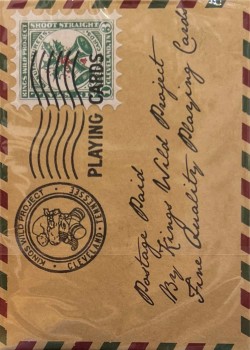 KINGS WILD PROJECT
SHOOT STRAIGHT
PLAYING CARDS
KINGS WILD PROJECT
CLEVELAND · TENNESSEE
Postage Paid
By Kings Wild Project
Fine Quality Playing Cards